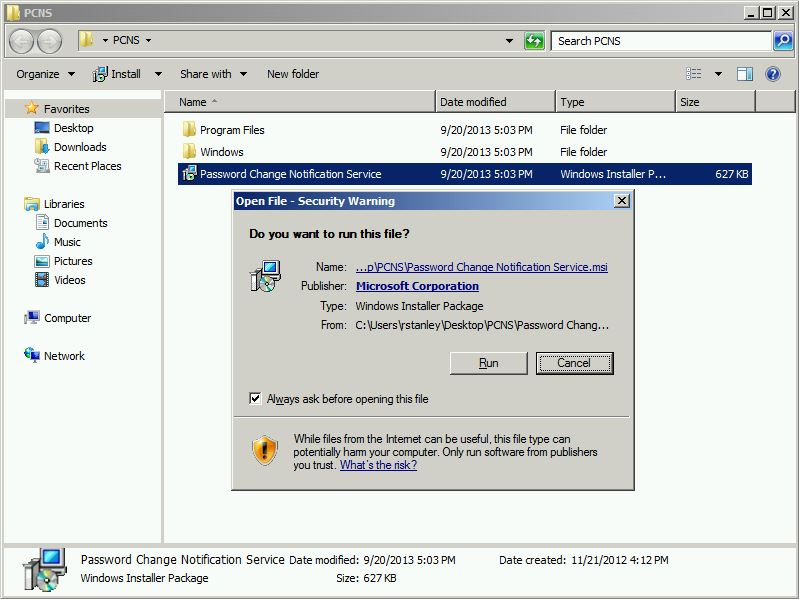 PCNS
PCNS
Search PCNS
Organize Install Share with New folder
Name Date modified Type Size
Favorites
Desktop
Downloads
Recent Places
Libraries
Documents
Music
Pictures
Videos
Computer
Network
Program Files 9/20/2013 5:03 PM File folder
Windows 9/20/2013 5:03 PM File folder
Password Change Notification Service 9/20/2013 5:03 PM Windows Installer P... 627 KB
Open File - Security Warning
Do you want to run this file?
Name: ...p\PCNS\Password Change Notification Service.msi
Publisher: Microsoft Corporation
Type: Windows Installer Package
From: C:\Users\rstanley\Desktop\PCNS\Password Chang...
Run Cancel
Always ask before opening this file
While files from the Internet can be useful, this file type can
potentially harm your computer. Only run software from publishers
you trust. What's the risk?
Password Change Notification Service Date modified: 9/20/2013 5:03 PM Date created: 11/21/2012 4:12 PM
Windows Installer Package Size: 627 KB